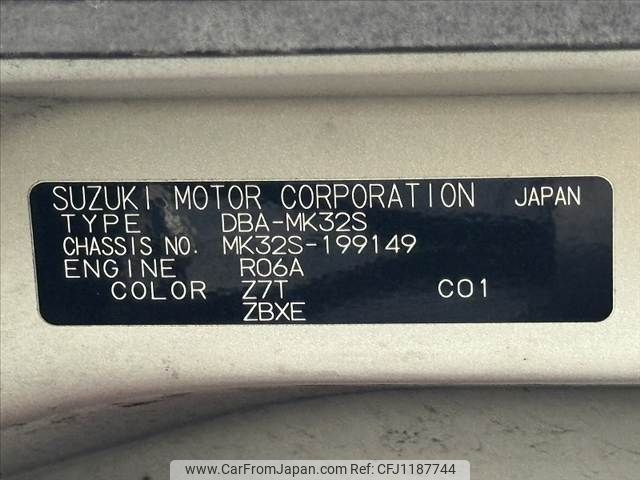 SUZUKI MOTOR CORPORATION JAPAN
TYPE DBA-MK32S
CHASSIS NO. MK32S-199149
ENGINE R06A
COLOR Z7T C01
ZBXE
www.CarFromJapan.com | CFJ1187744